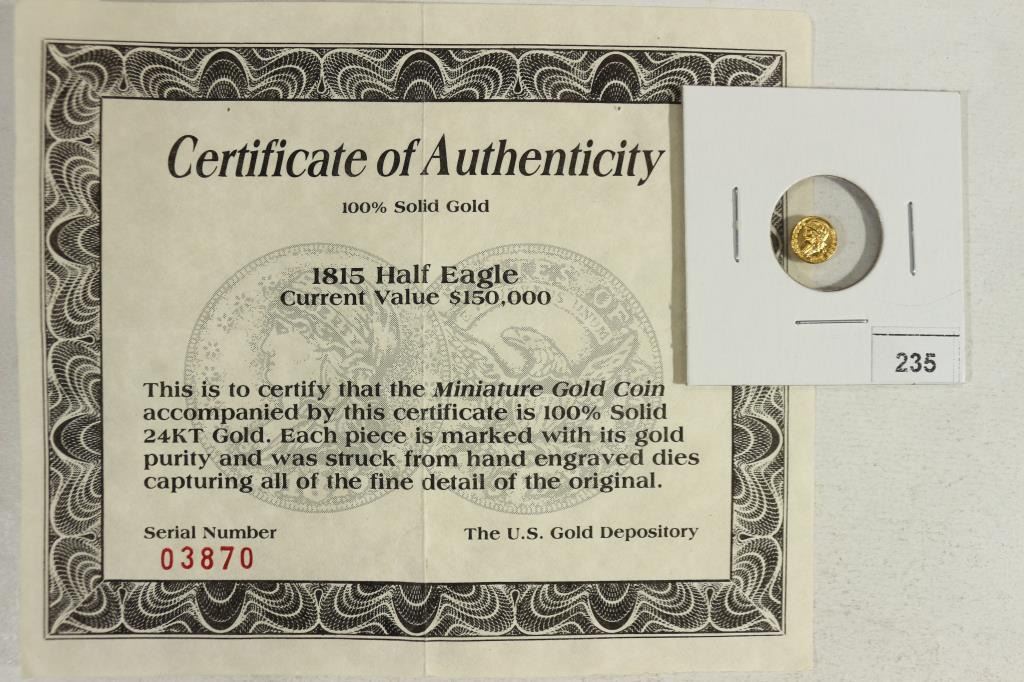 Certificate of Authenticity
100% Solid Gold
1815 Half Eagle
Current Value $150,000
This is to certify that the Miniature Gold Coin
accompanied by this certificate is 100% Solid
24KT Gold. Each piece is marked with its gold
purity and was struck from hand engraved dies
capturing all of the fine detail of the original.
Serial Number
The U.S. Gold Depository
03870
235